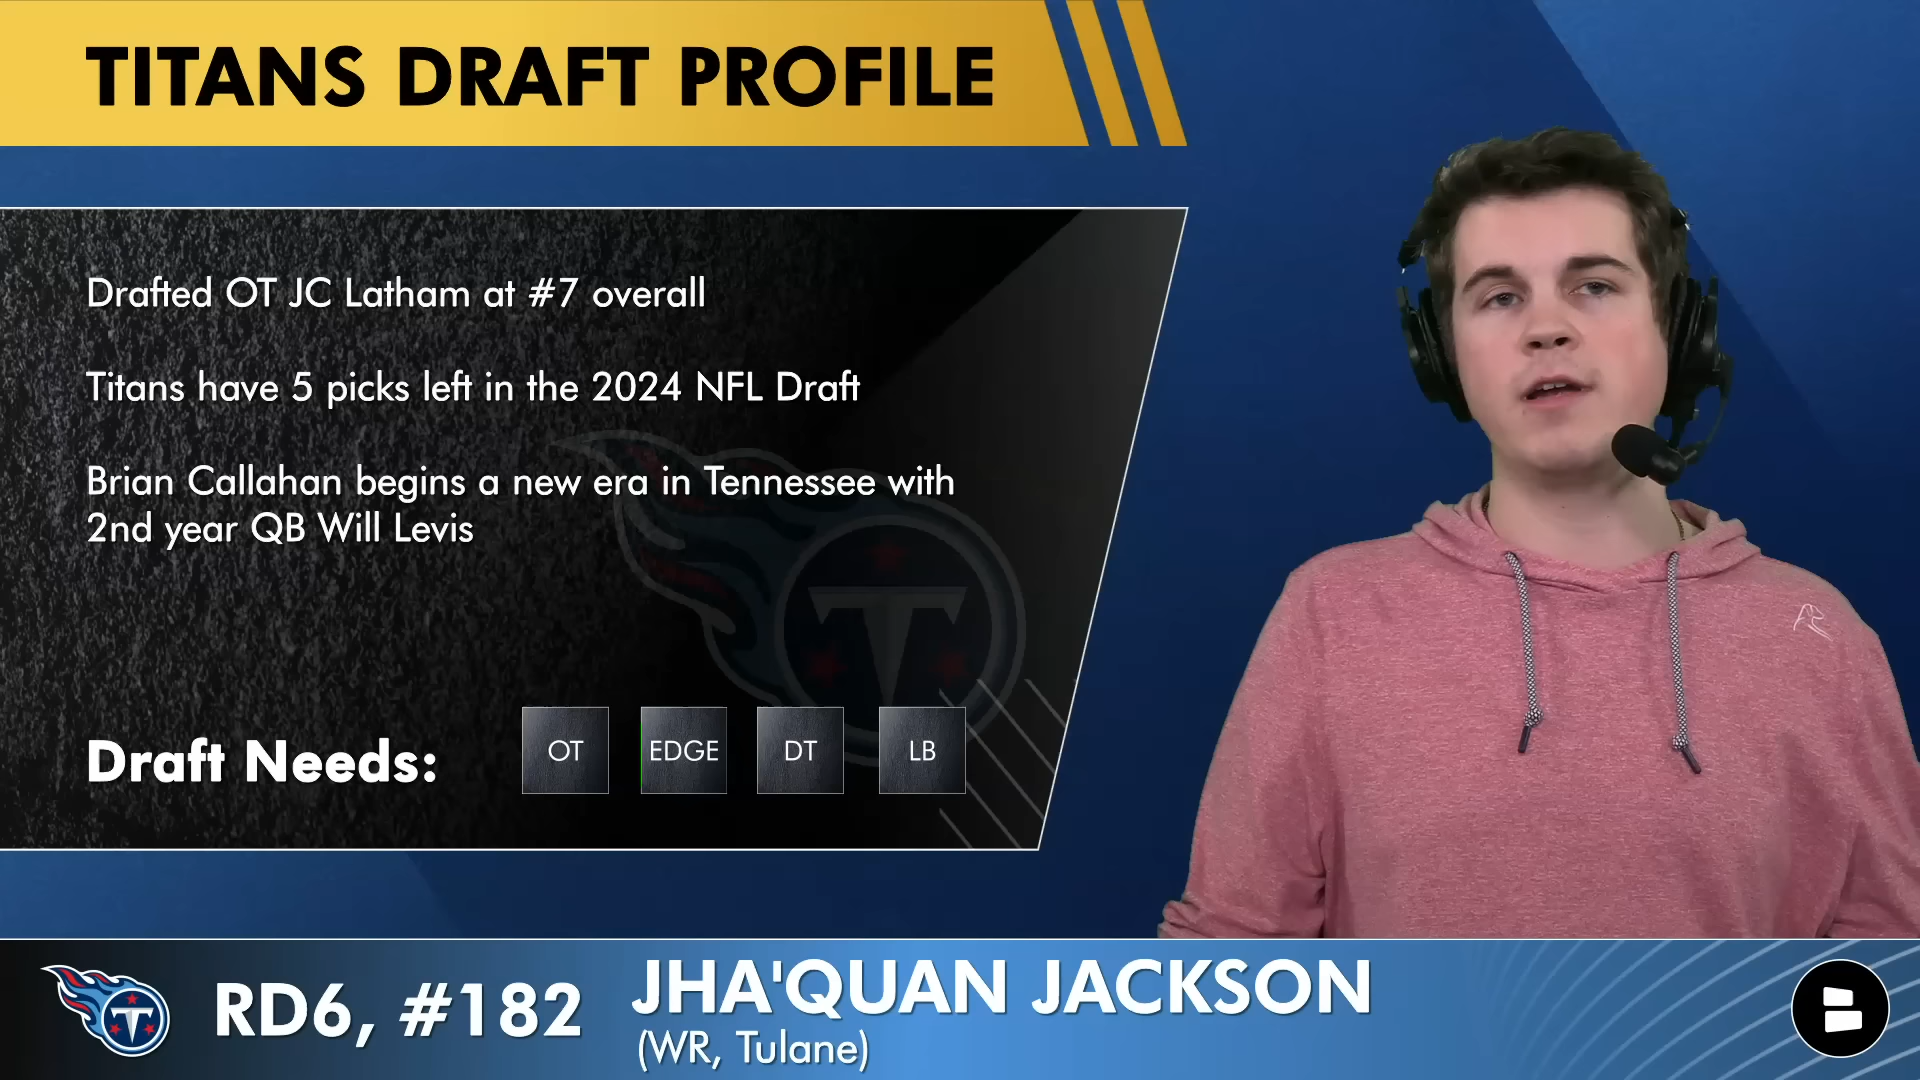 TITANS DRAFT PROFILE
Drafted OT JC Latham at #7 overall
Titans have 5 picks left in the 2024 NFL Draft
Brian Callahan begins a new era in Tennessee with
2nd year QB Will Levis
T
Draft Needs:
OT
EDGE
DT
LB
T
RD6, #182
JHA'QUAN JACKSON
(WR, Tulane)